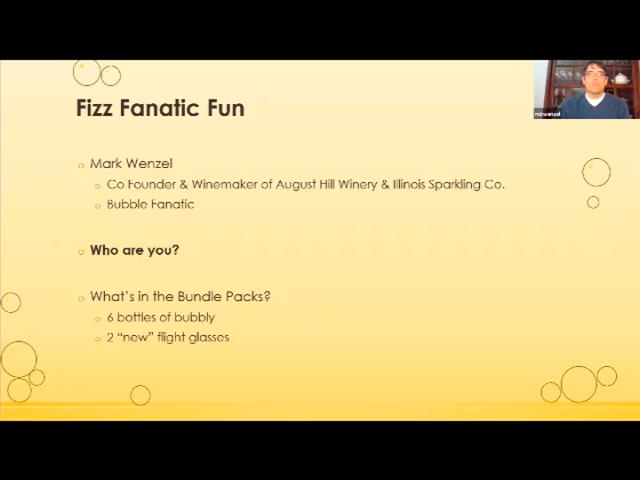 Fizz Fanatic Fun
Mark Wenzel
Co Founder & Winemaker of August Hill Winery & Illinois Sparkling Co.
Bubble Fanatic
Who are you?
What's in the Bundle Packs?
6 bottles of bubbly
2 "new" flight glasses